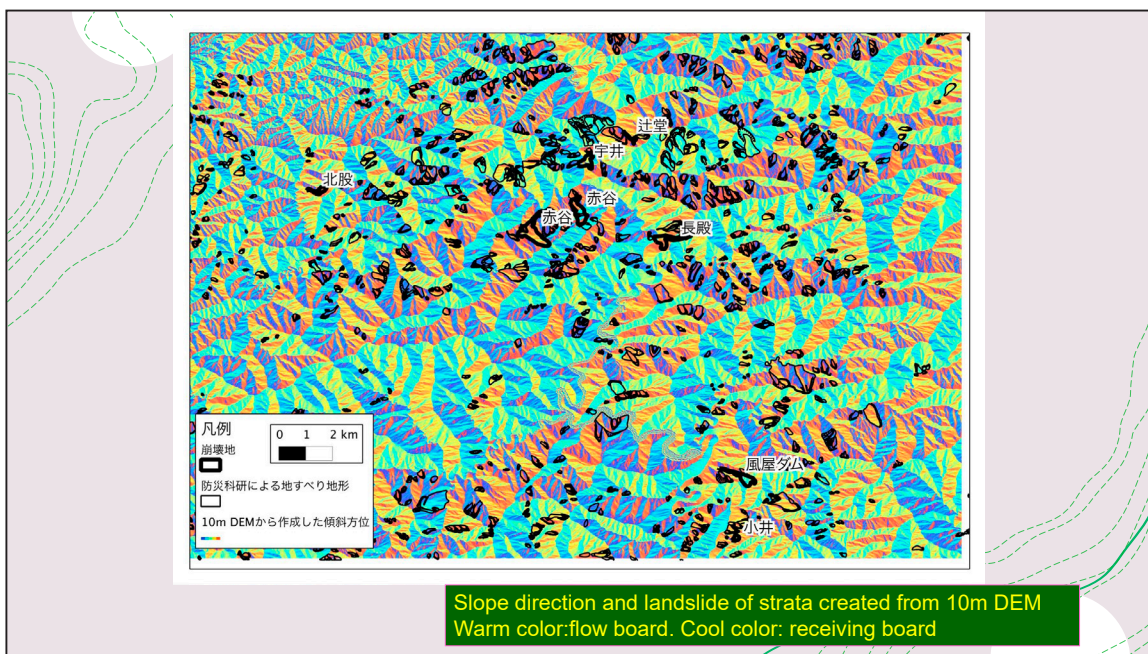 辻堂
宇井
北股
赤谷
赤谷
長殿
凡例
崩壊地
0 1 2 km
防災科研による地すべり地形
10m DEMから作成した傾斜方位
風屋ダム
小井
Slope direction and landslide of strata created from 10m DEM
Warm color:flow board. Cool color: receiving board